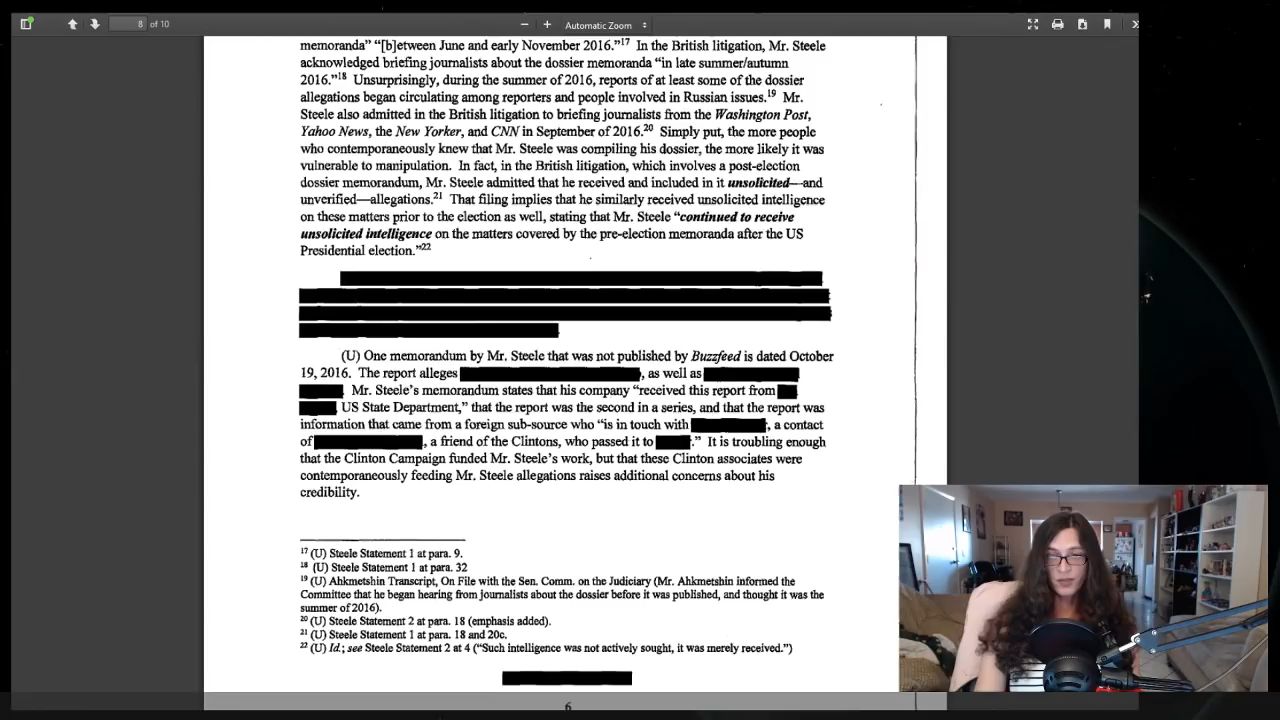 8 of 10
Automatic Zoom
memoranda” “[b]etween June and early November 2016.”17 In the British litigation, Mr. Steele
acknowledged briefing journalists about the dossier memoranda “in late summer/autumn
2016.”18 Unsurprisingly, during the summer of 2016, reports of at least some of the dossier
allegations began circulating among reporters and people involved in Russian issues.19 Mr.
Steele also admitted in the British litigation to briefing journalists from the Washington Post,
Yahoo News, the New Yorker, and CNN in September of 2016.20 Simply put, the more people
who contemporaneously knew that Mr. Steele was compiling his dossier, the more likely it was
vulnerable to manipulation. In fact, in the British litigation, which involves a post-election
dossier memorandum, Mr. Steele admitted that he received and included in it unsolicited—and
unverified—allegations.21 That filing implies that he similarly received unsolicited intelligence
on these matters prior to the election as well, stating that Mr. Steele “continued to receive
unsolicited intelligence on the matters covered by the pre-election memoranda after the US
Presidential election.”22
(U) One memorandum by Mr. Steele that was not published by Buzzfeed is dated October
19, 2016. The report alleges , as well as
Mr. Steele’s memorandum states that his company “received this report from
US State Department,” that the report was the second in a series, and that the report was
information that came from a foreign sub-source who “is in touch with , a contact
of , a friend of the Clintons, who passed it to .” It is troubling enough
that the Clinton Campaign funded Mr. Steele’s work, but that these Clinton associates were
contemporaneously feeding Mr. Steele allegations raises additional concerns about his
credibility.
17 (U) Steele Statement 1 at para. 9.
18 (U) Steele Statement 1 at para. 32
19 (U) Ahkmetshin Transcript, On File with the Sen. Comm. on the Judiciary (Mr. Ahkmetshin informed the
Committee that he began hearing from journalists about the dossier before it was published, and thought it was the
summer of 2016).
20 (U) Steele Statement 2 at para. 18 (emphasis added).
21 (U) Steele Statement 1 at para. 18 and 20c.
22 (U) Id.; see Steele Statement 2 at 4 (“Such intelligence was not actively sought, it was merely received.”)
6